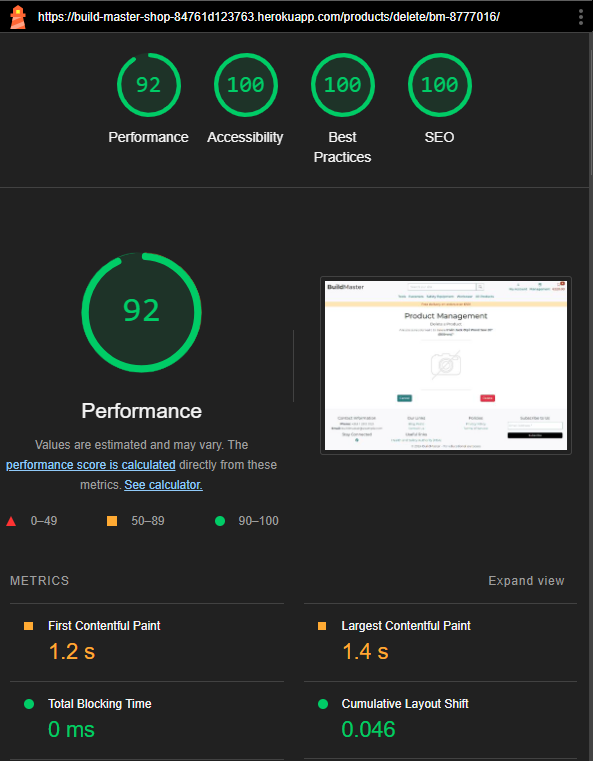 https://build-master-shop-84761d123763.herokuapp.com/products/delete/bm-8777016/
92
100
100
100
Performance
Accessibility
Best
Practices
SEO
92
Performance
Values are estimated and may vary. The
performance score is calculated directly from these
metrics. See calculator.
0–49
50–89
90–100
BuildMaster
Product Management
Delete a Product
Contact Information
Our Links
Policies
Subscribe to Us
Stay Connected
Useful links
METRICS
Expand view
First Contentful Paint
1.2 s
Largest Contentful Paint
1.4 s
Total Blocking Time
0 ms
Cumulative Layout Shift
0.046